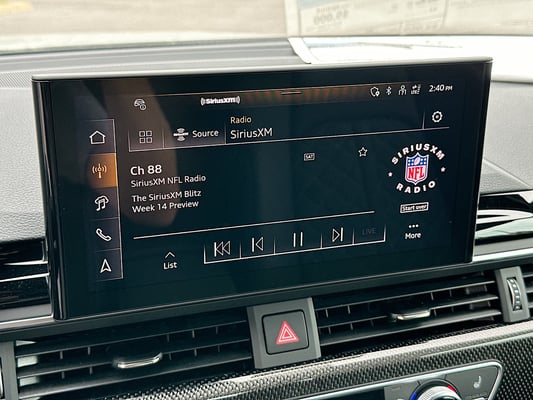 SiriusXM
2:40 PM
Radio
Source
SiriusXM
Ch 88
SiriusXM NFL Radio
The SiriusXM Blitz
Week 14 Preview
SAT
SIRIUSXM
NFL
RADIO
Start over
List
LIVE
More